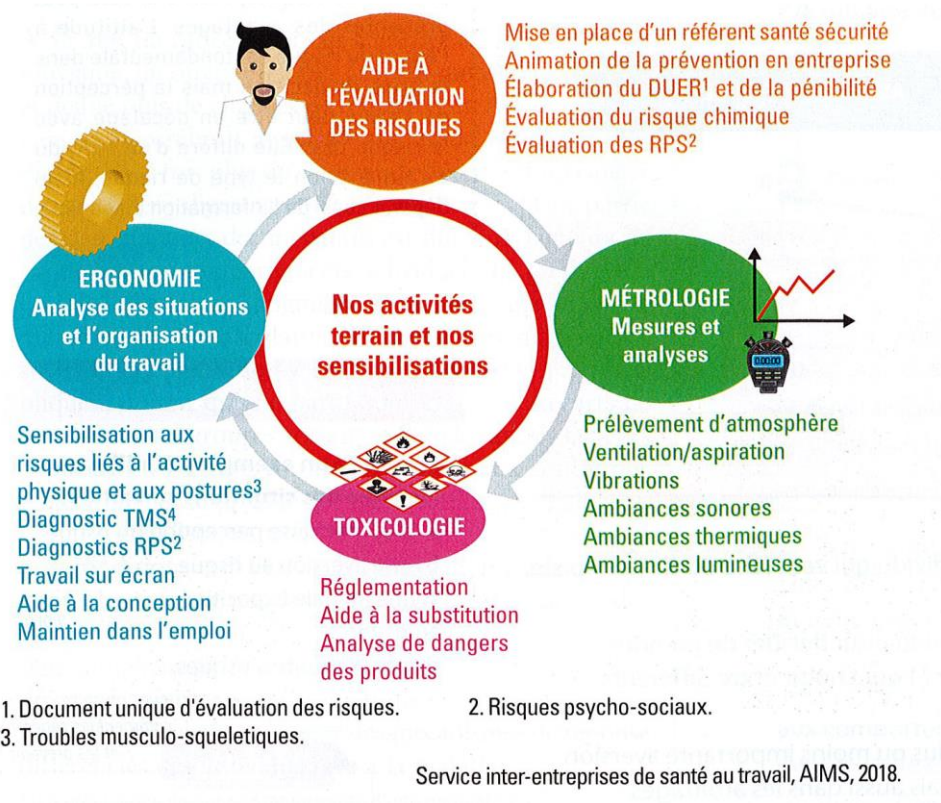 AIDE À
L'ÉVALUATION
DES RISQUES
Mise en place d'un référent santé sécurité
Animation de la prévention en entreprise
Élaboration du DUER¹ et de la pénibilité
Évaluation du risque chimique
Évaluation des RPS²
ERGONOMIE
Analyse des situations
et l'organisation
du travail
Nos activités
terrain et nos
sensibilisations
MÉTROLOGIE
Mesures et
analyses
00:00
Sensibilisation aux
risques liés à l'activité
physique et aux postures³
Diagnostic TMS⁴
Diagnostics RPS²
Travail sur écran
Aide à la conception
Maintien dans l'emploi
TOXICOLOGIE
Réglementation
Aide à la substitution
Analyse de dangers
des produits
Prélèvement d'atmosphère
Ventilation/aspiration
Vibrations
Ambiances sonores
Ambiances thermiques
Ambiances lumineuses
1. Document unique d'évaluation des risques.
2. Risques psycho-sociaux.
3. Troubles musculo-squeletiques.
Service inter-entreprises de santé au travail, AIMS, 2018.